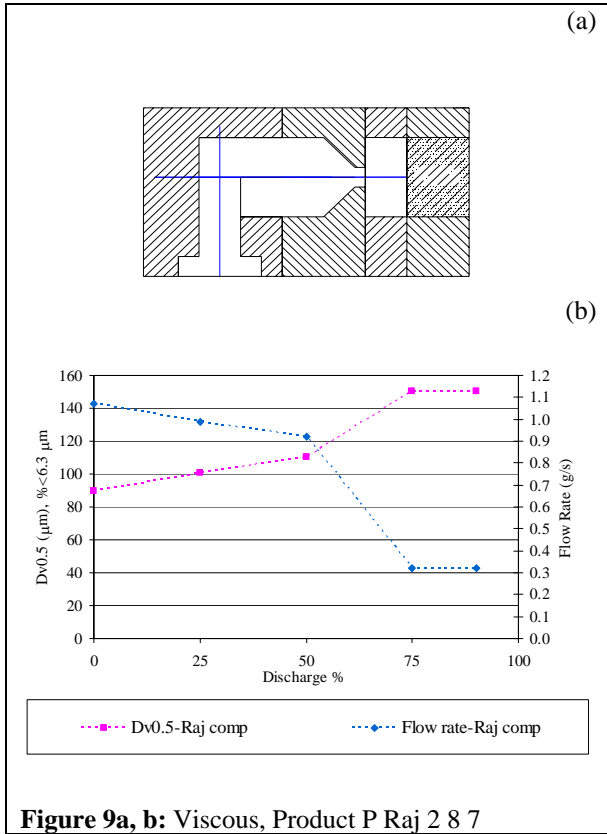 (a)
(b)
160
140
120
100
80
60
40
20
0
Dv0.5 (μm), %<6.3 μm
1.2
1.1
1.0
0.9
0.8
0.7
0.6
0.5
0.4
0.3
0.2
0.1
0.0
Flow Rate (g/s)
0 25 50 75 100
Discharge %
Dv0.5-Raj comp Flow rate-Raj comp
Figure 9a, b: Viscous, Product P Raj 2 8 7